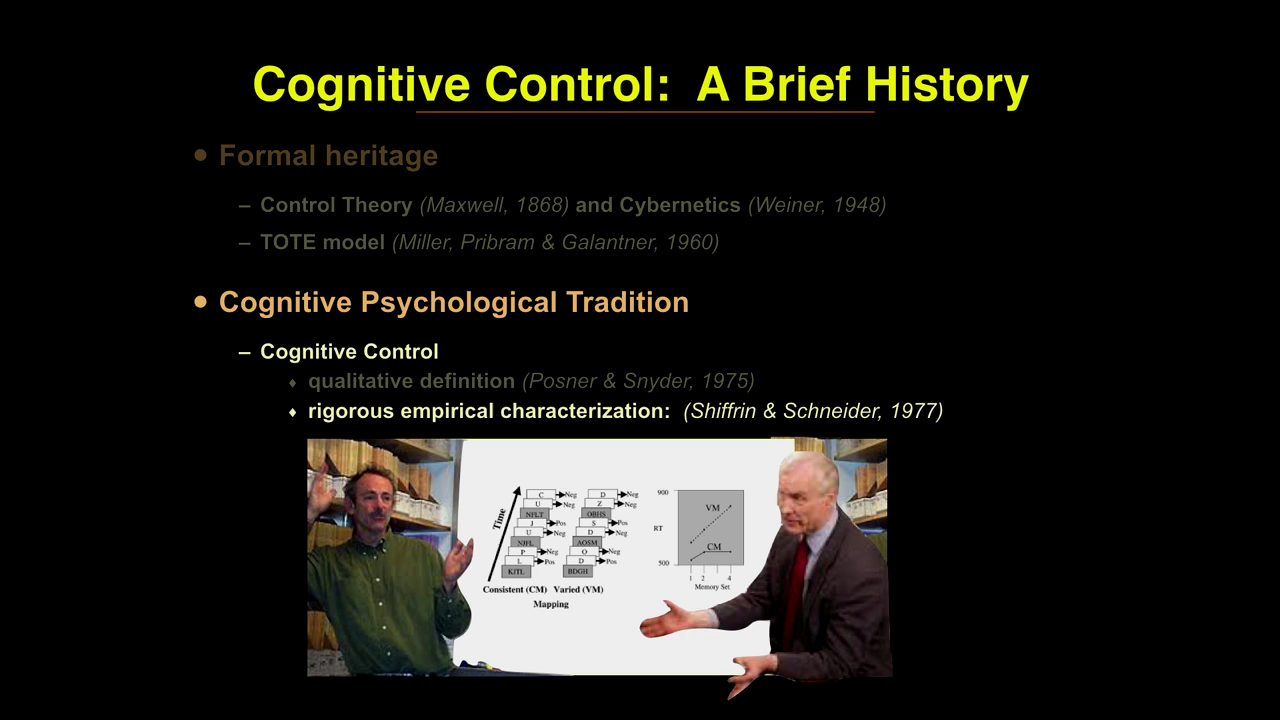 Cognitive Control: A Brief History
• Formal heritage
– Control Theory (Maxwell, 1868) and Cybernetics (Weiner, 1948)
– TOTE model (Miller, Pribram & Galantner, 1960)
• Cognitive Psychological Tradition
– Cognitive Control
♦ qualitative definition (Posner & Snyder, 1975)
♦ rigorous empirical characterization: (Shiffrin & Schneider, 1977)
Time
C Neg
U Neg
NFLT
J Pos
U Neg
NJFL
P Neg
L Pos
KJTL
D Neg
Z Neg
OBHS
S Pos
D Neg
AOSM
O Neg
D Pos
BDGH
Consistent (CM) Varied (VM)
Mapping
900
VM
RT
CM
500
1 2 4
Memory Set